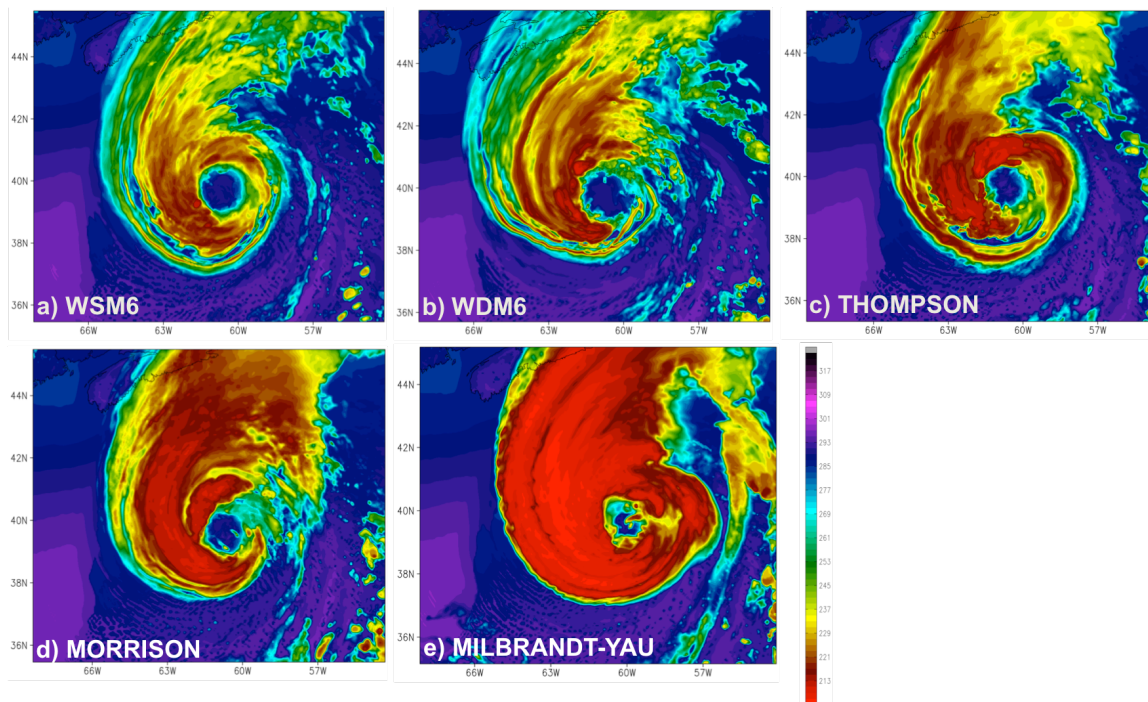 44N
42N
40N
38N
36N
a) WSM6
66W
63W
60W
57W
44N
42N
40N
38N
36N
b) WDM6
66W
63W
60W
57W
44N
42N
40N
38N
36N
c) THOMPSON
66W
63W
60W
57W
44N
42N
40N
38N
36N
d) MORRISON
66W
63W
60W
57W
44N
42N
40N
38N
36N
e) MILBRANDT-YAU
66W
63W
60W
57W
317
309
301
293
285
277
269
261
253
245
237
229
221
213